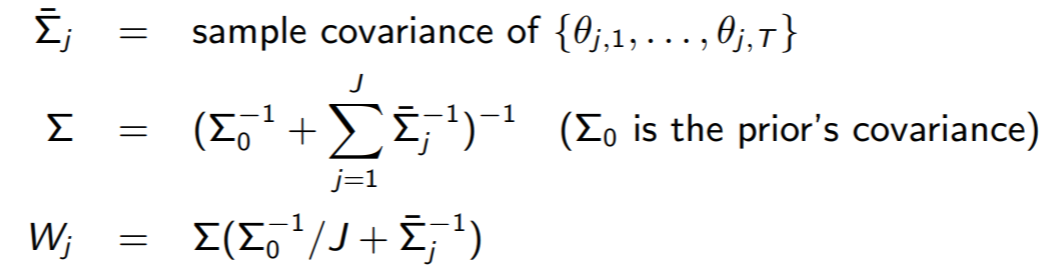 Σ̄_j = sample covariance of {θ_{j,1}, . . . , θ_{j,T}}
Σ = (Σ_0^{-1} + ∑_{j=1}^{J} Σ̄_j^{-1})^{-1} (Σ_0 is the prior's covariance)
W_j = Σ(Σ_0^{-1}/J + Σ̄_j^{-1})